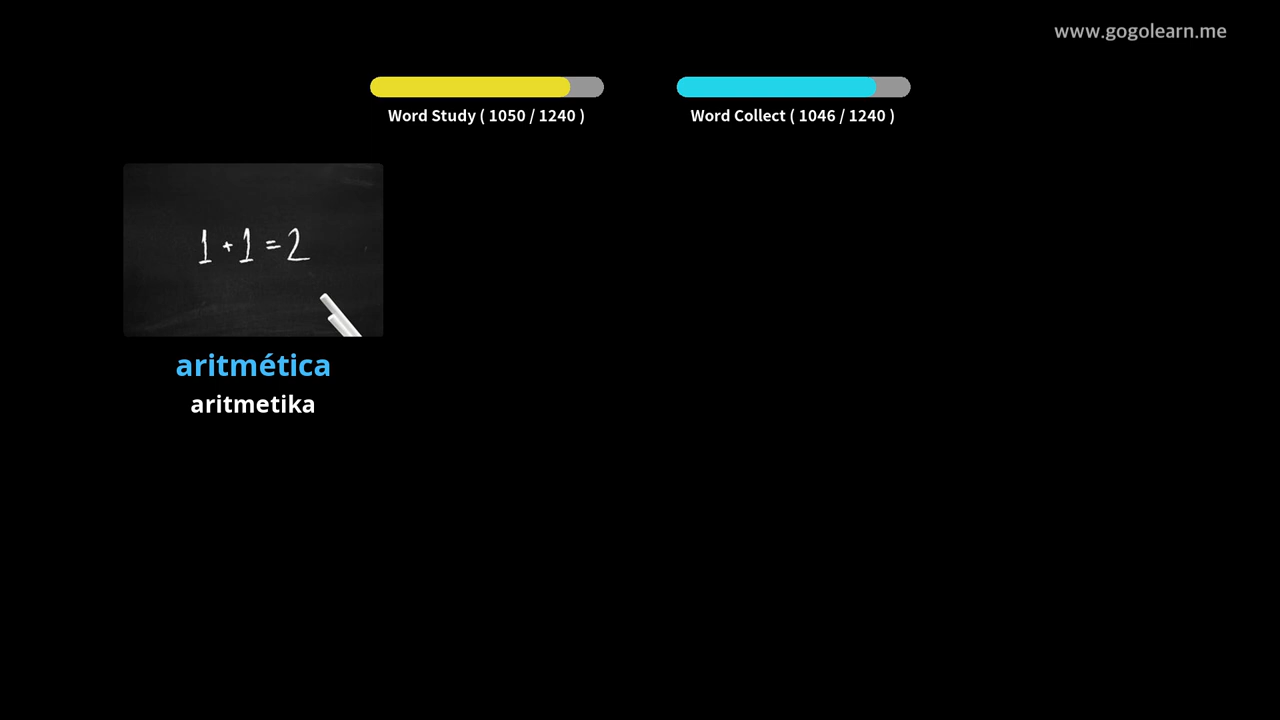 www.gogolearn.me
Word Study ( 1050 / 1240 )
Word Collect ( 1046 / 1240 )
1 + 1 = 2
aritmética
aritmetika